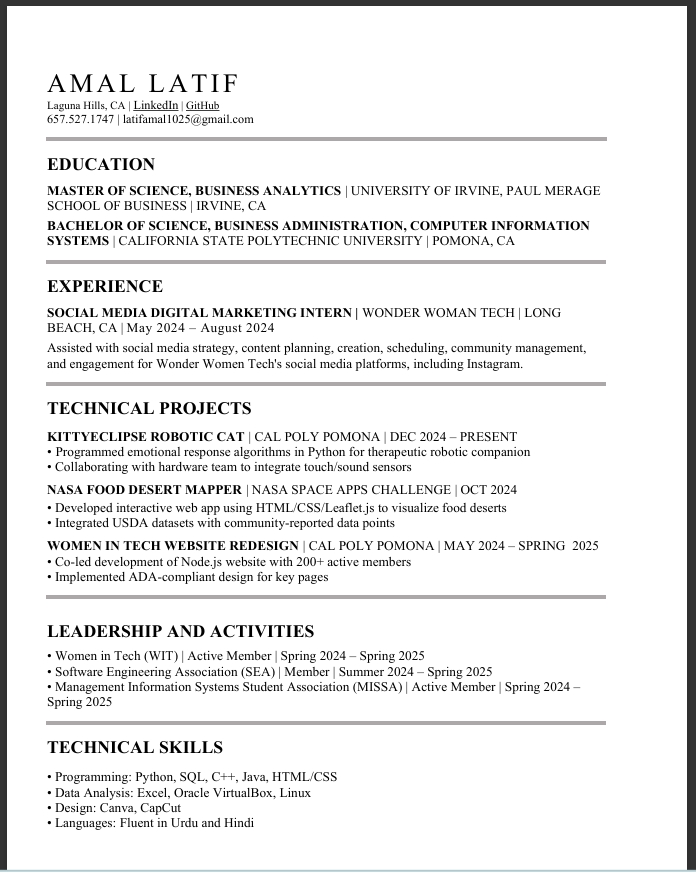 AMAL LATIF
Laguna Hills, CA | LinkedIn | GitHub
657.527.1747 | latifamal1025@gmail.com
EDUCATION
MASTER OF SCIENCE, BUSINESS ANALYTICS | UNIVERSITY OF IRVINE, PAUL MERAGE
SCHOOL OF BUSINESS | IRVINE, CA
BACHELOR OF SCIENCE, BUSINESS ADMINISTRATION, COMPUTER INFORMATION
SYSTEMS | CALIFORNIA STATE POLYTECHNIC UNIVERSITY | POMONA, CA
EXPERIENCE
SOCIAL MEDIA DIGITAL MARKETING INTERN | WONDER WOMAN TECH | LONG
BEACH, CA | May 2024 – August 2024
Assisted with social media strategy, content planning, creation, scheduling, community management,
and engagement for Wonder Women Tech's social media platforms, including Instagram.
TECHNICAL PROJECTS
KITTYECLIPSE ROBOTIC CAT | CAL POLY POMONA | DEC 2024 – PRESENT
• Programmed emotional response algorithms in Python for therapeutic robotic companion
• Collaborating with hardware team to integrate touch/sound sensors
NASA FOOD DESERT MAPPER | NASA SPACE APPS CHALLENGE | OCT 2024
• Developed interactive web app using HTML/CSS/Leaflet.js to visualize food deserts
• Integrated USDA datasets with community-reported data points
WOMEN IN TECH WEBSITE REDESIGN | CAL POLY POMONA | MAY 2024 – SPRING 2025
• Co-led development of Node.js website with 200+ active members
• Implemented ADA-compliant design for key pages
LEADERSHIP AND ACTIVITIES
• Women in Tech (WIT) | Active Member | Spring 2024 – Spring 2025
• Software Engineering Association (SEA) | Member | Summer 2024 – Spring 2025
• Management Information Systems Student Association (MISSA) | Active Member | Spring 2024 –
Spring 2025
TECHNICAL SKILLS
• Programming: Python, SQL, C++, Java, HTML/CSS
• Data Analysis: Excel, Oracle VirtualBox, Linux
• Design: Canva, CapCut
• Languages: Fluent in Urdu and Hindi